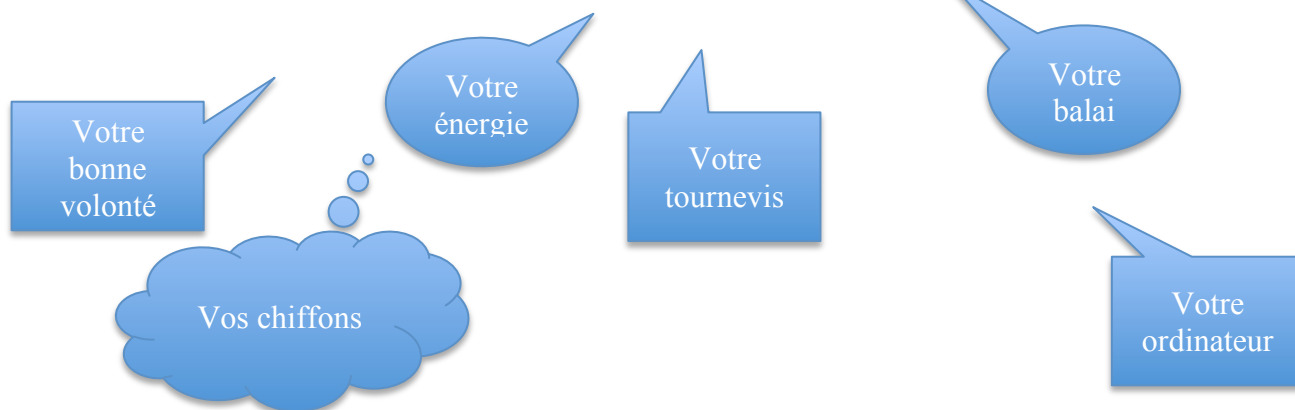 Votre
bonne
volonté
Votre
énergie
Vos chiffons
Votre
tournevis
Votre
balai
Votre
ordinateur